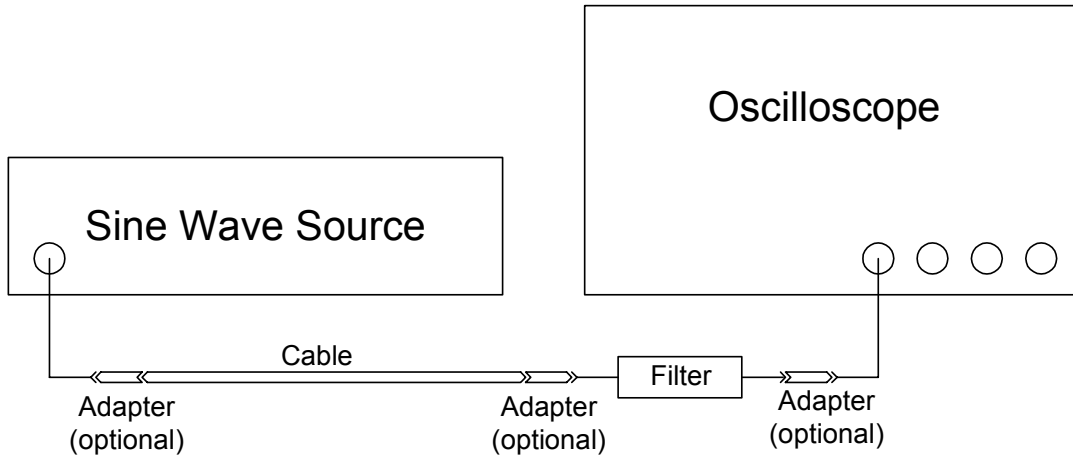 Oscilloscope
Sine Wave Source
Cable
Filter
Adapter
(optional)
Adapter
(optional)
Adapter
(optional)